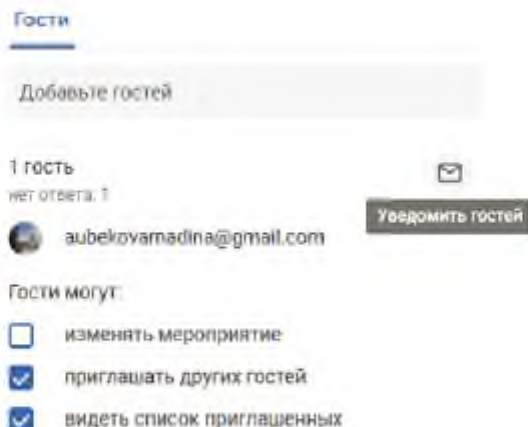 Гости
Добавьте гостей
1 гость
нет ответа: 1
Уведомить гостей
aubekovamadina@gmail.com
Гости могут:
изменять мероприятие
приглашать других гостей
видеть список приглашенных